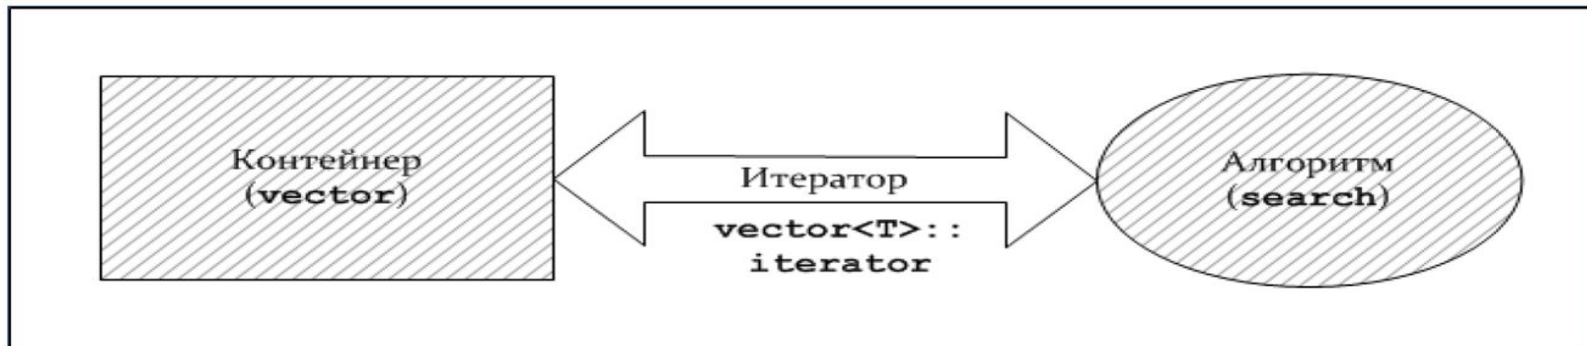 Контейнер
(vector)
Итератор
vector<T>::
iterator
Алгоритм
(search)